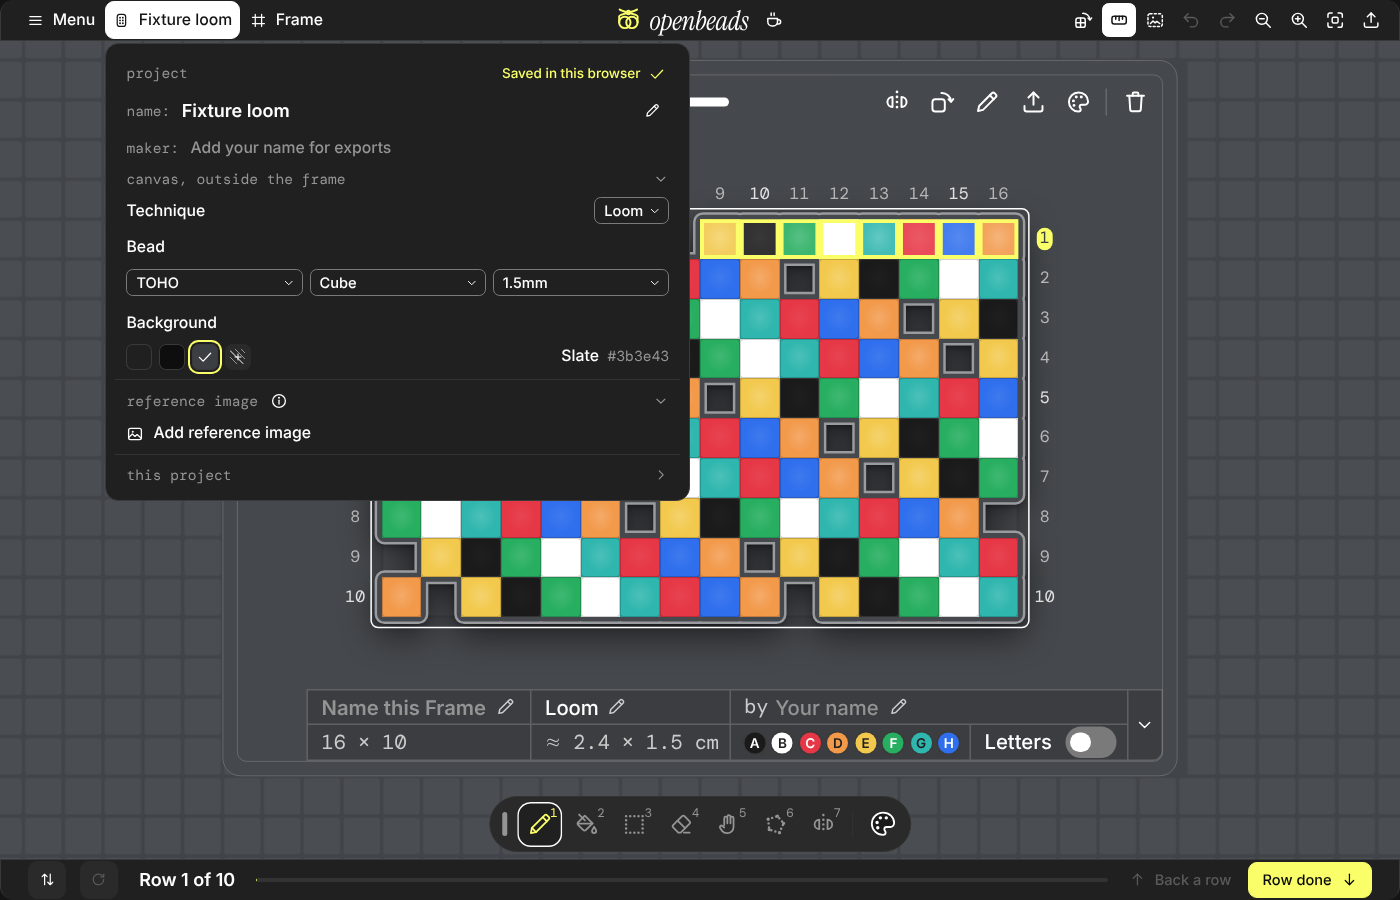 Menu
Fixture loom
Frame
openbeads
project
Saved in this browser
name: Fixture loom
maker: Add your name for exports
canvas, outside the frame
Technique
Loom
Bead
TOHO
Cube
1.5mm
Background
Slate #3b3e43
reference image
Add reference image
this project
9 10 11 12 13 14 15 16
1
2
3
4
5
6
7
8 8
9 9
10 10
Name this Frame
Loom
by Your name
16 × 10
≈ 2.4 × 1.5 cm
A B C D E F G H
Letters
1 2 3 4 5 6 7
Row 1 of 10
Back a row
Row done